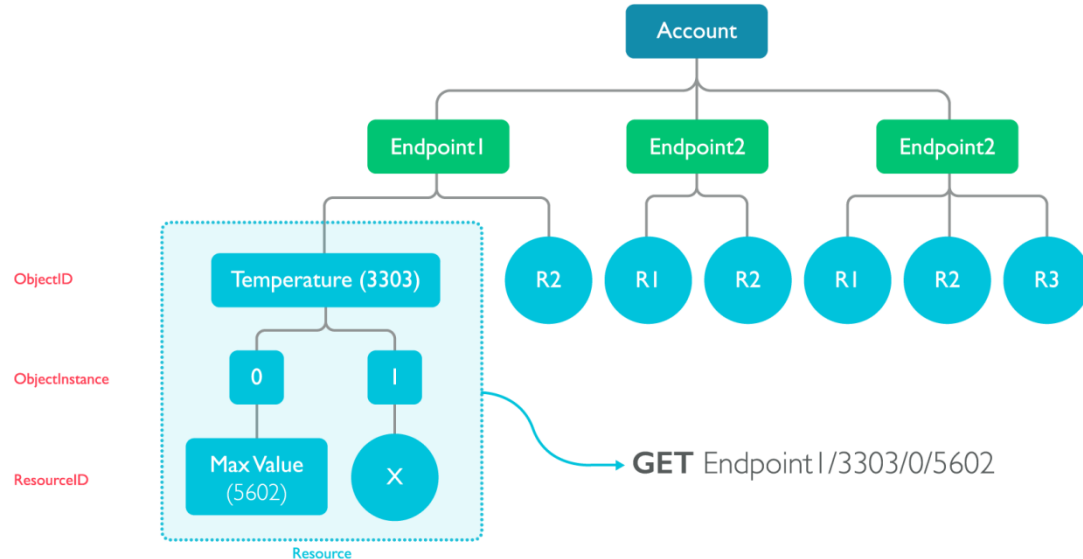 Account
Endpoint1
Endpoint2
Endpoint2
ObjectID
Temperature (3303)
R2
R1
R2
R1
R2
R3
ObjectInstance
0
1
ResourceID
Max Value
(5602)
X
GET Endpoint1/3303/0/5602
Resource